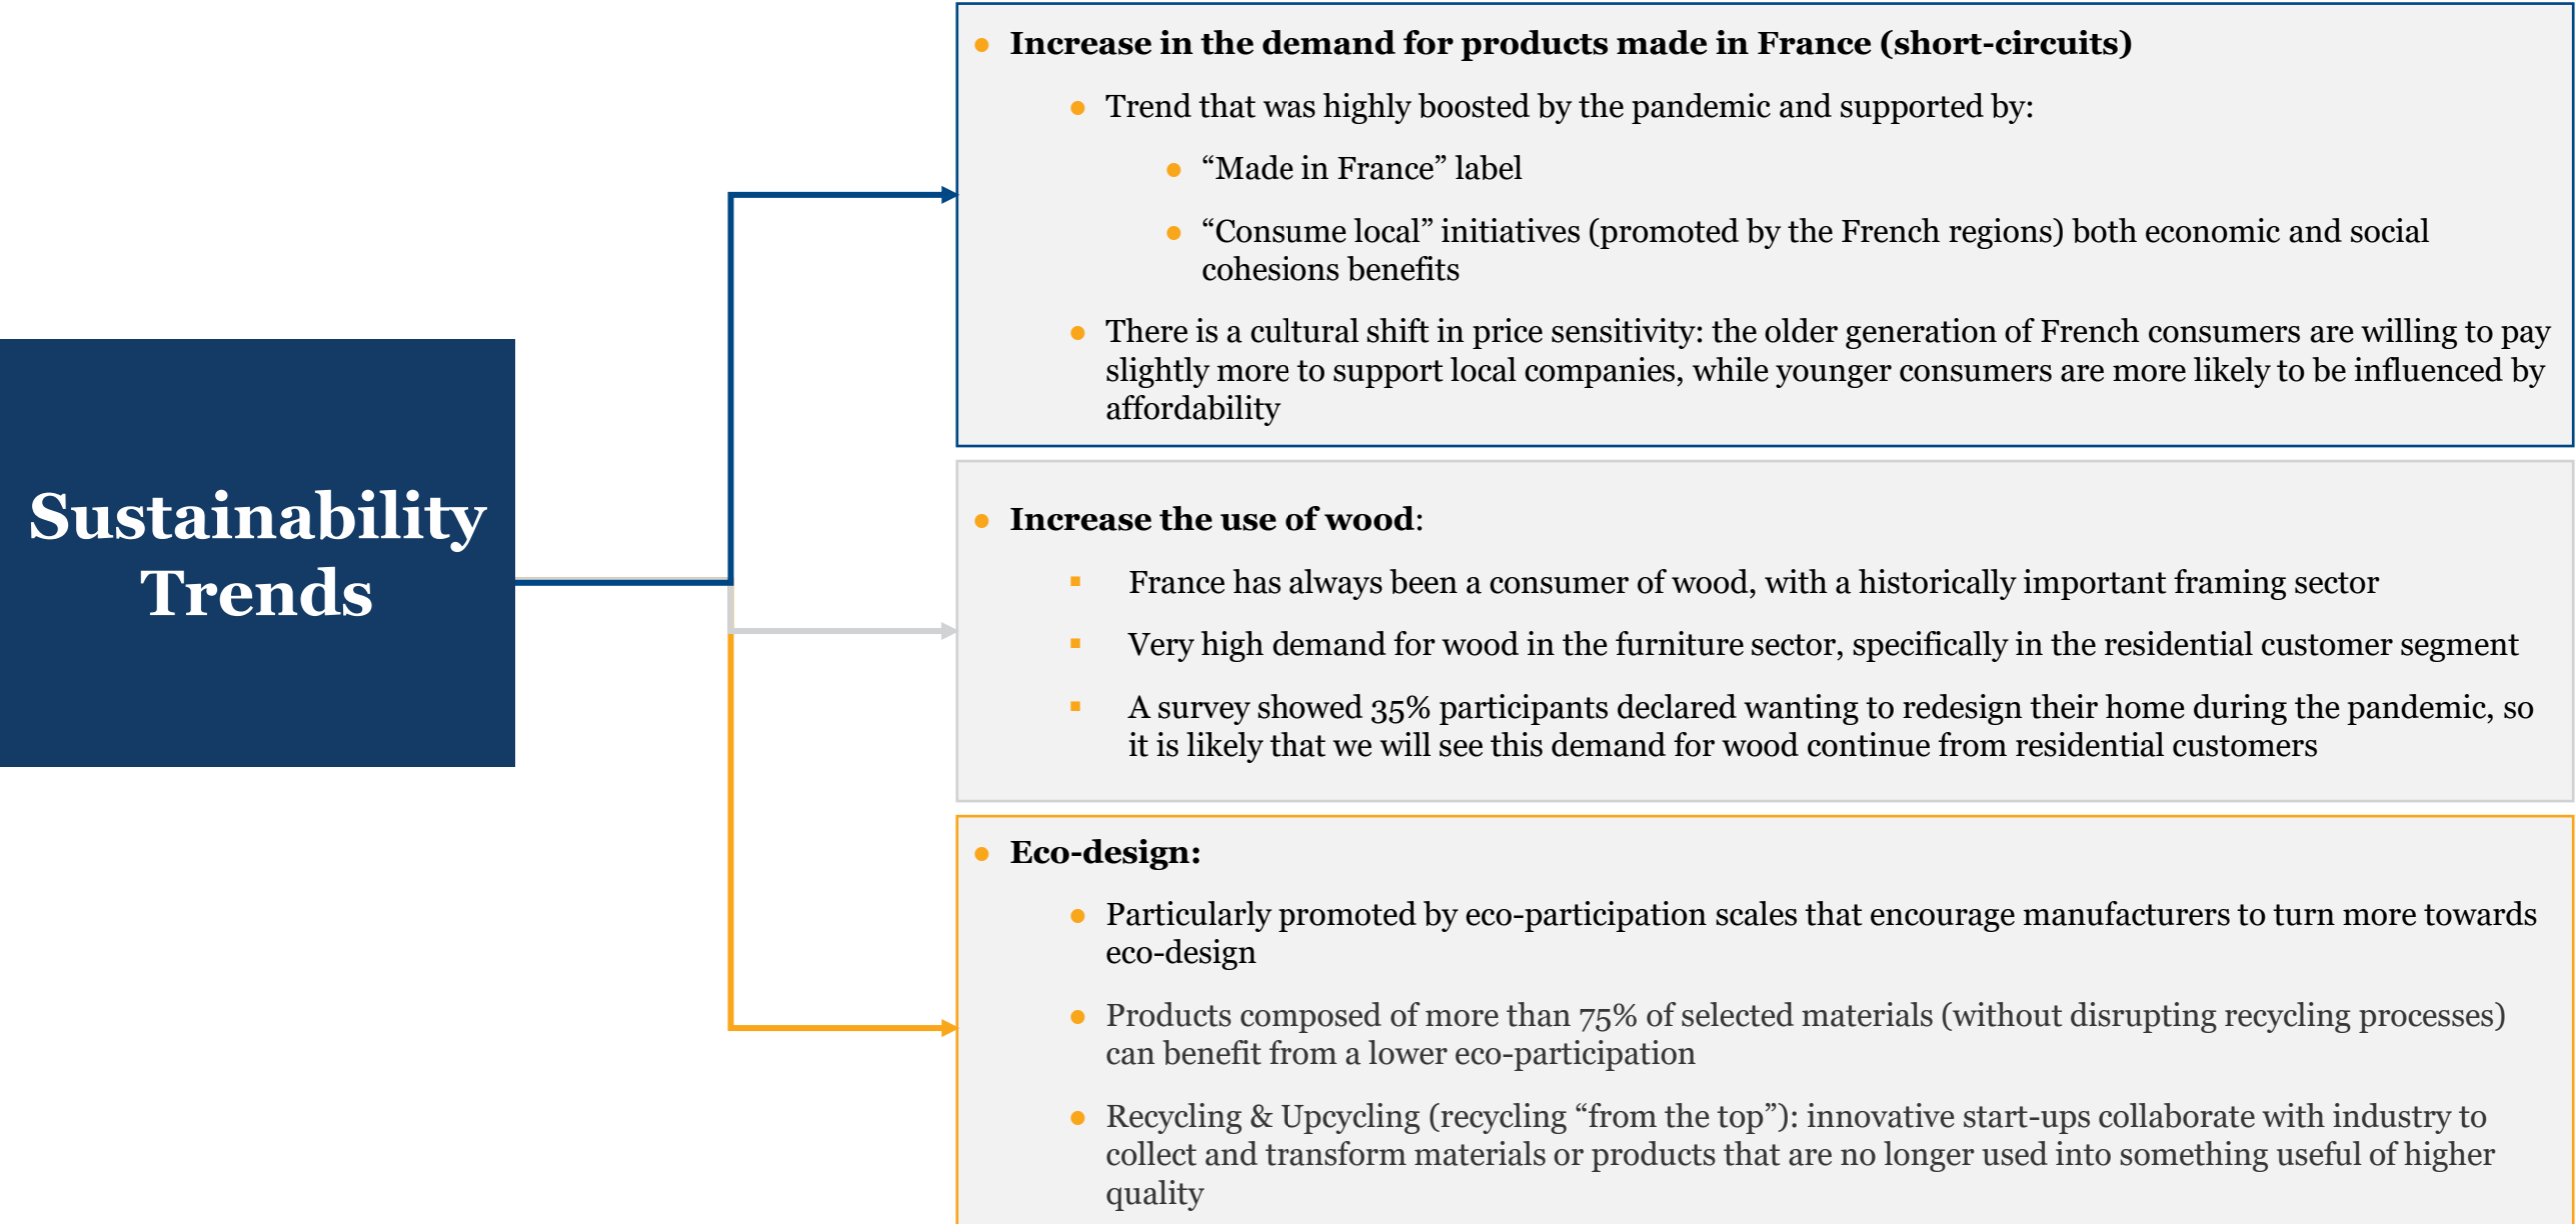 Sustainability
Trends
Increase in the demand for products made in France (short-circuits)
Trend that was highly boosted by the pandemic and supported by:
“Made in France” label
“Consume local” initiatives (promoted by the French regions) both economic and social
cohesions benefits
There is a cultural shift in price sensitivity: the older generation of French consumers are willing to pay
slightly more to support local companies, while younger consumers are more likely to be influenced by
affordability
Increase the use of wood:
France has always been a consumer of wood, with a historically important framing sector
Very high demand for wood in the furniture sector, specifically in the residential customer segment
A survey showed 35% participants declared wanting to redesign their home during the pandemic, so
it is likely that we will see this demand for wood continue from residential customers
Eco-design:
Particularly promoted by eco-participation scales that encourage manufacturers to turn more towards
eco-design
Products composed of more than 75% of selected materials (without disrupting recycling processes)
can benefit from a lower eco-participation
Recycling & Upcycling (recycling “from the top”): innovative start-ups collaborate with industry to
collect and transform materials or products that are no longer used into something useful of higher
quality